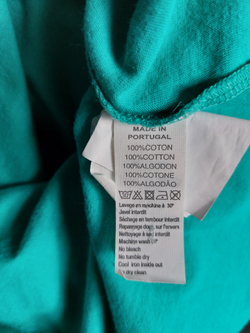 MADE IN
PORTUGAL
100%COTON
100%COTTON
100%ALGODON
100%COTONE
100%ALGODÃO
Lavage en machine à 30°
Javel interdit
Séchage en tambour interdit
Repassage doux, sur l'envers
Nettoyage à sec interdit
Machine wash
No bleach
No tumble dry
Cool iron inside out
dry clean